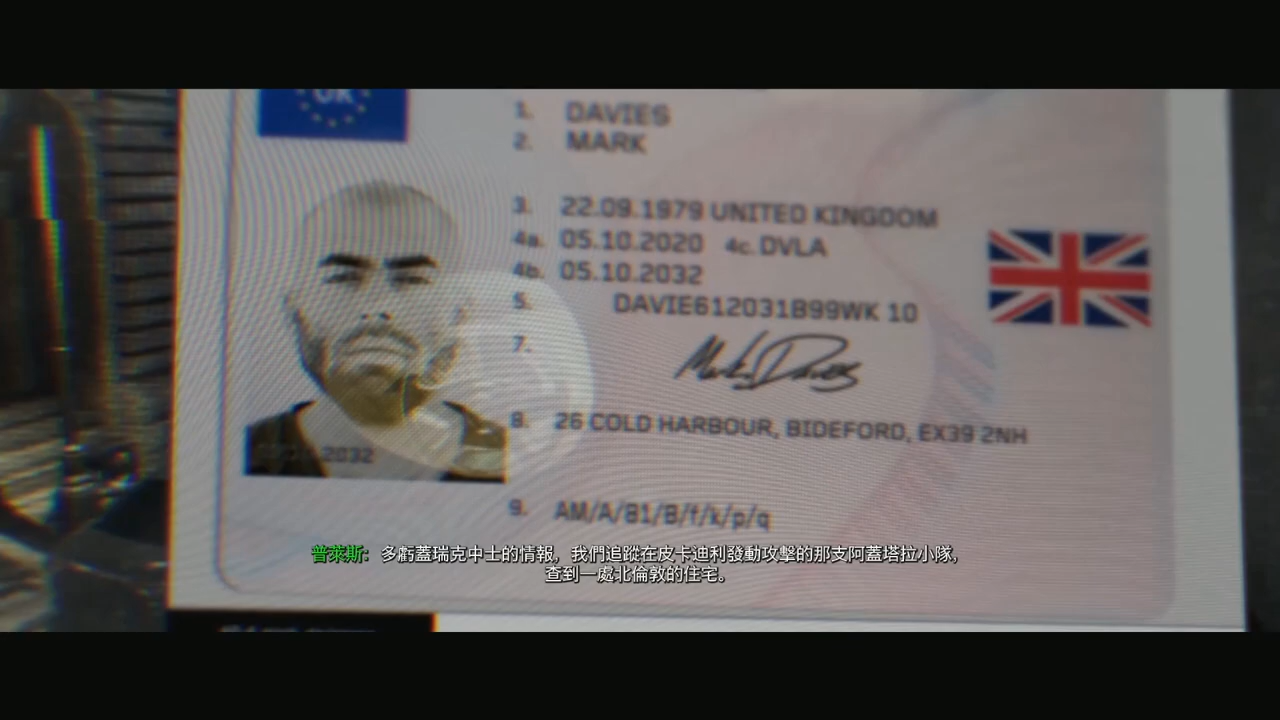 UK
1. DAVIES
2. MARK
3. 22.09.1979 UNITED KINGDOM
4a. 05.10.2020 4c. DVLA
4b. 05.10.2032
5. DAVIE612031B99WK 10
7. Mark Davies
8. 26 COLD HARBOUR, BIDEFORD, EX39 2NH
2032
9. AM/A/B1/B/f/k/p/q
普萊斯: 多虧蓋瑞克中士的情報, 我們追蹤在皮卡迪利發動攻擊的那支阿蓋塔拉小隊,
查到一處北倫敦的住宅。